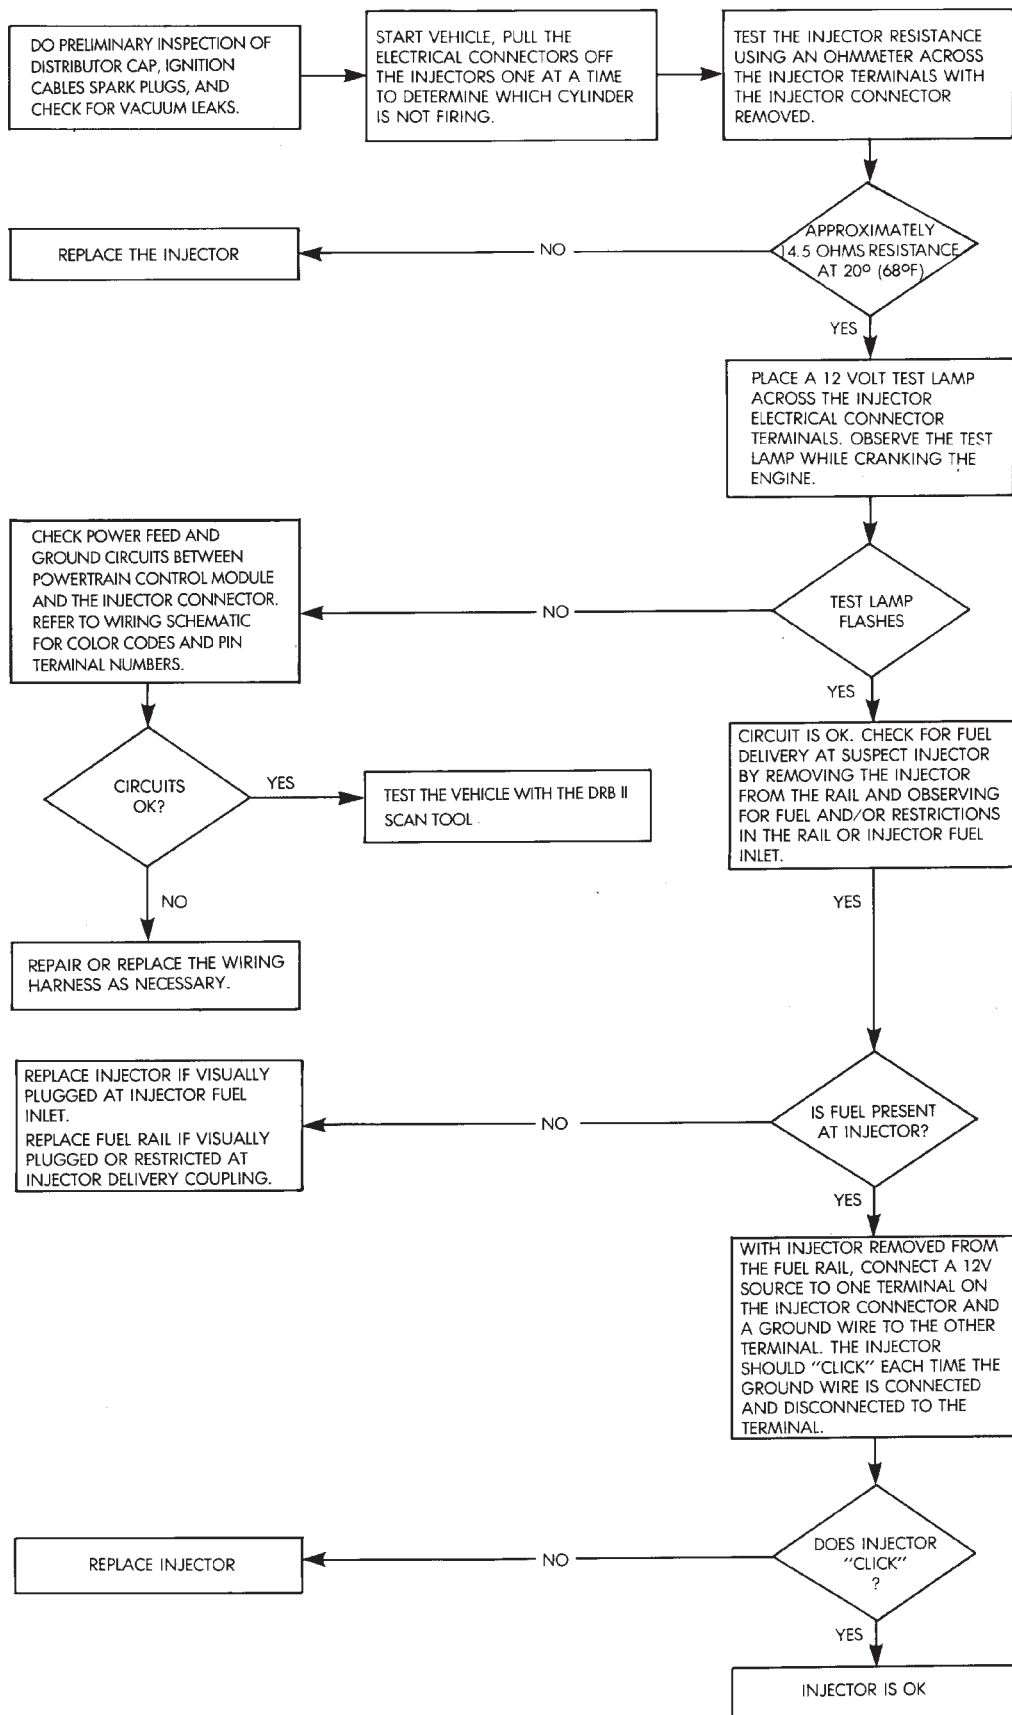 DO PRELIMINARY INSPECTION OF
DISTRIBUTOR CAP, IGNITION
CABLES SPARK PLUGS, AND
CHECK FOR VACUUM LEAKS.
START VEHICLE, PULL THE
ELECTRICAL CONNECTORS OFF
THE INJECTORS ONE AT A TIME
TO DETERMINE WHICH CYLINDER
IS NOT FIRING.
TEST THE INJECTOR RESISTANCE
USING AN OHMMETER ACROSS
THE INJECTOR TERMINALS WITH
THE INJECTOR CONNECTOR
REMOVED.
APPROXIMATELY
14.5 OHMS RESISTANCE
AT 20° (68°F)
NO
REPLACE THE INJECTOR
YES
PLACE A 12 VOLT TEST LAMP
ACROSS THE INJECTOR
ELECTRICAL CONNECTOR
TERMINALS. OBSERVE THE TEST
LAMP WHILE CRANKING THE
ENGINE.
TEST LAMP
FLASHES
NO
CHECK POWER FEED AND
GROUND CIRCUITS BETWEEN
POWERTRAIN CONTROL MODULE
AND THE INJECTOR CONNECTOR.
REFER TO WIRING SCHEMATIC
FOR COLOR CODES AND PIN
TERMINAL NUMBERS.
CIRCUITS
OK?
YES
TEST THE VEHICLE WITH THE DRB II
SCAN TOOL
NO
REPAIR OR REPLACE THE WIRING
HARNESS AS NECESSARY.
YES
CIRCUIT IS OK. CHECK FOR FUEL
DELIVERY AT SUSPECT INJECTOR
BY REMOVING THE INJECTOR
FROM THE RAIL AND OBSERVING
FOR FUEL AND/OR RESTRICTIONS
IN THE RAIL OR INJECTOR FUEL
INLET.
YES
IS FUEL PRESENT
AT INJECTOR?
NO
REPLACE INJECTOR IF VISUALLY
PLUGGED AT INJECTOR FUEL
INLET.
REPLACE FUEL RAIL IF VISUALLY
PLUGGED OR RESTRICTED AT
INJECTOR DELIVERY COUPLING.
YES
WITH INJECTOR REMOVED FROM
THE FUEL RAIL, CONNECT A 12V
SOURCE TO ONE TERMINAL ON
THE INJECTOR CONNECTOR AND
A GROUND WIRE TO THE OTHER
TERMINAL. THE INJECTOR
SHOULD "CLICK" EACH TIME THE
GROUND WIRE IS CONNECTED
AND DISCONNECTED TO THE
TERMINAL.
DOES INJECTOR
"CLICK"
?
NO
REPLACE INJECTOR
YES
INJECTOR IS OK